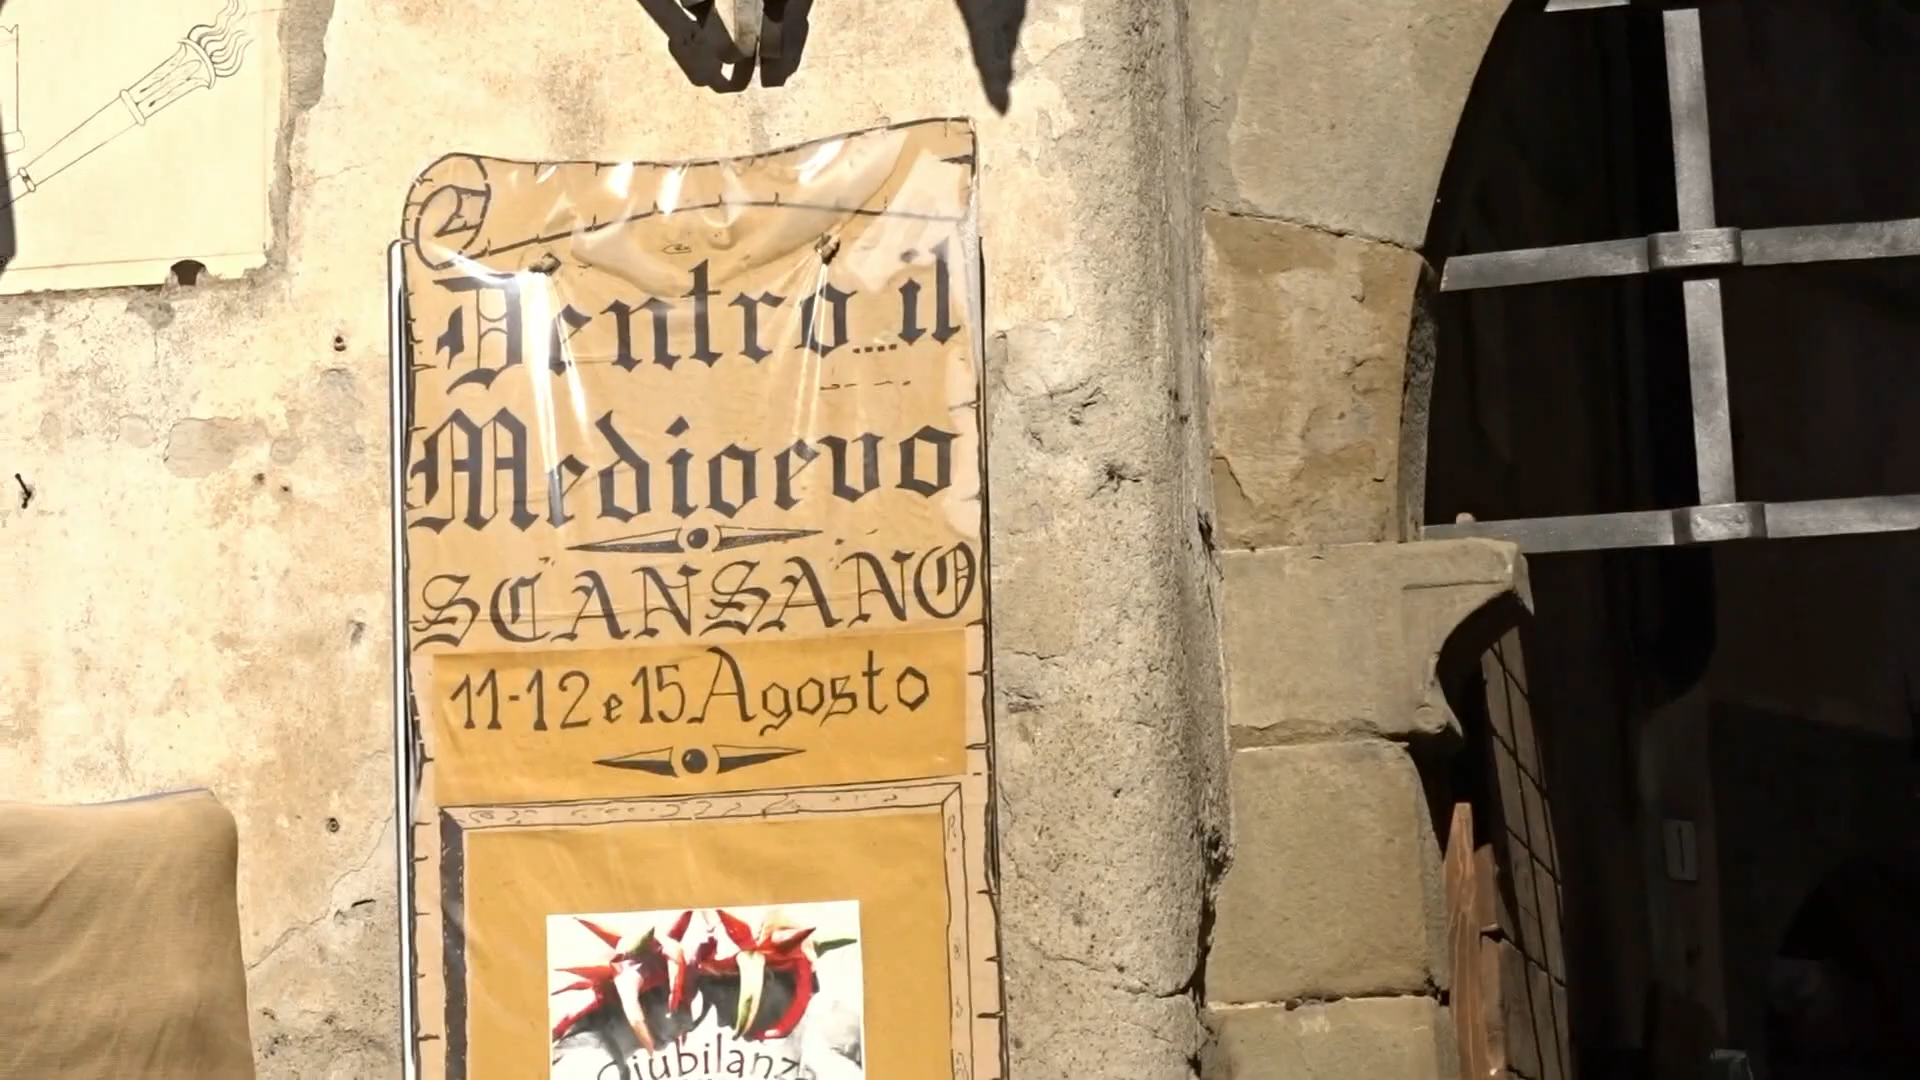 Dentro....il
Medioevo
SCANSANO
11-12 e 15 Agosto